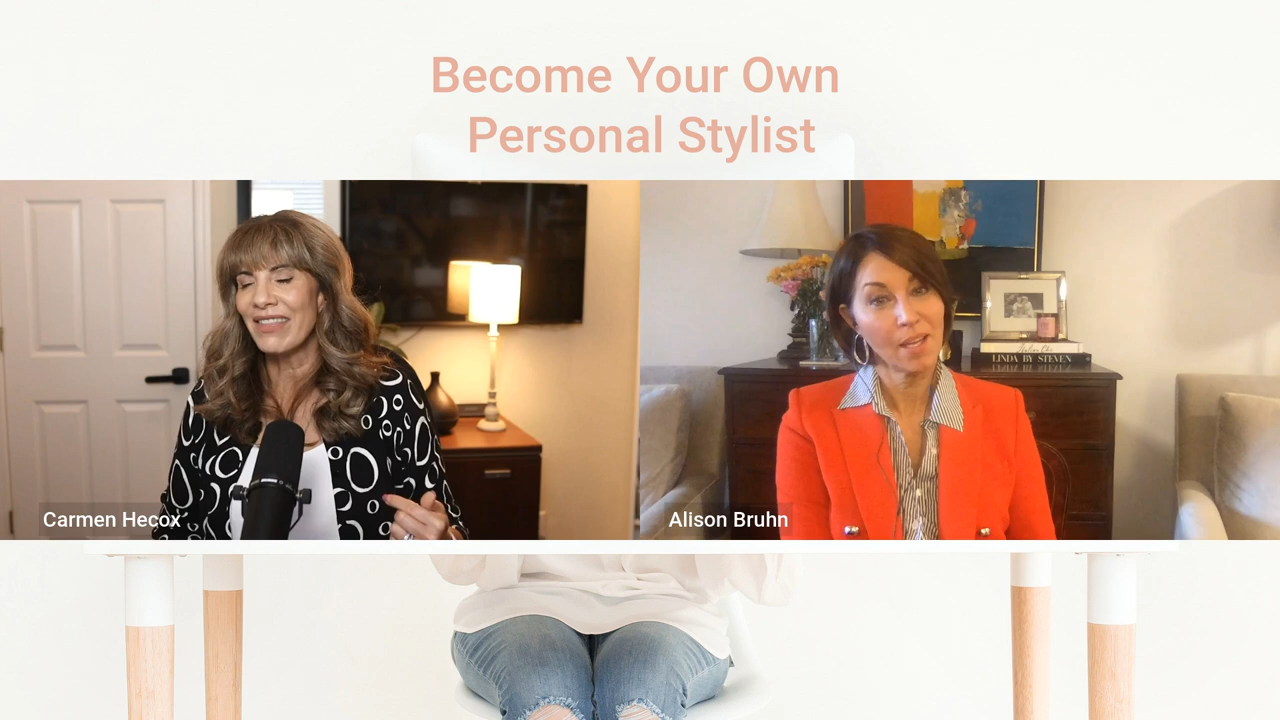 Become Your Own
Personal Stylist
LINDA BY STEVEN
Carmen Hecox
Alison Bruhn